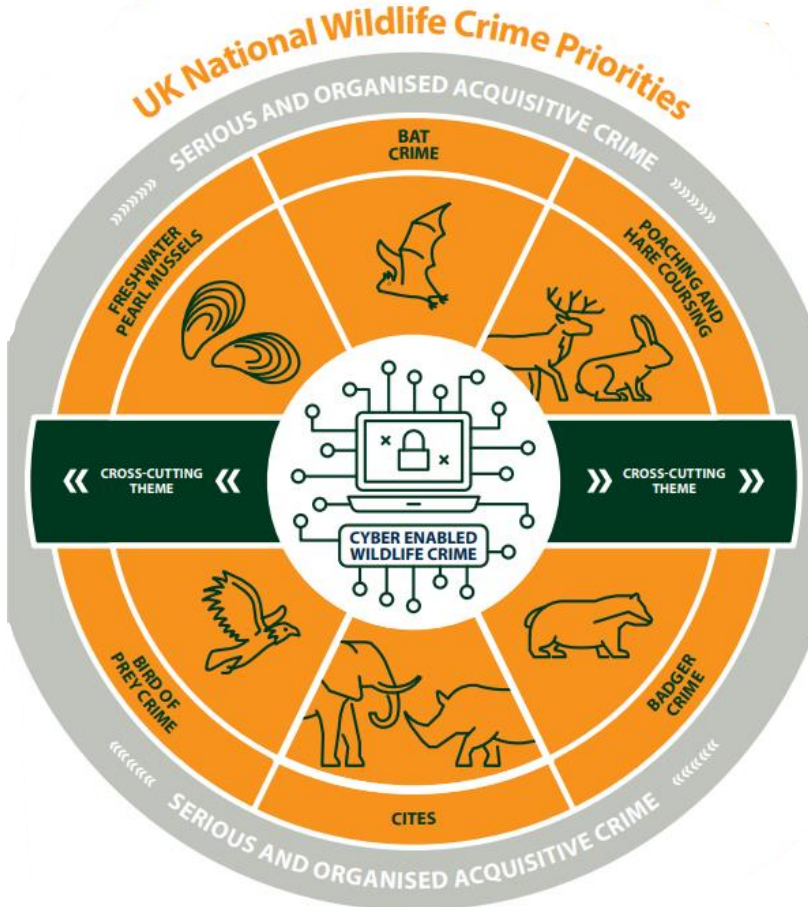 UK National Wildlife Crime Priorities
SERIOUS AND ORGANISED ACQUISITIVE CRIME
BAT
CRIME
FRESHWATER
PEARL MUSSELS
POACHING AND
HARE COURSING
CROSS-CUTTING
THEME
CYBER ENABLED
WILDLIFE CRIME
CROSS-CUTTING
THEME
BIRD OF
PREY CRIME
BADGER
CRIME
CITES
SERIOUS AND ORGANISED ACQUISITIVE CRIME